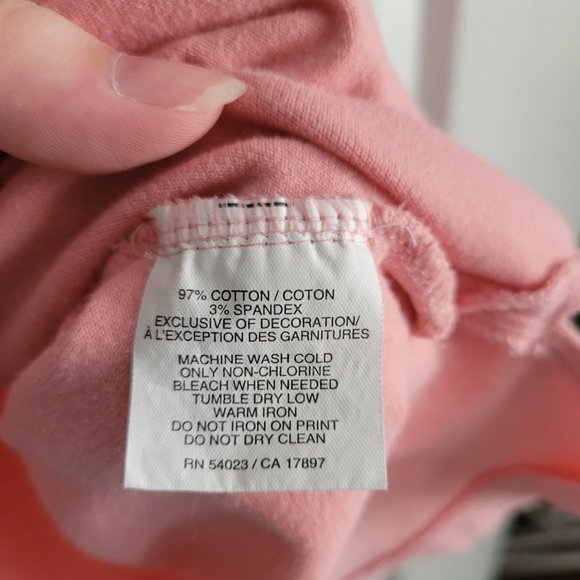 97% COTTON / COTON
3% SPANDEX
EXCLUSIVE OF DECORATION/
À L'EXCEPTION DES GARNITURES
MACHINE WASH COLD
ONLY NON-CHLORINE
BLEACH WHEN NEEDED
TUMBLE DRY LOW
WARM IRON
DO NOT IRON ON PRINT
DO NOT DRY CLEAN
RN 54023 / CA 17897